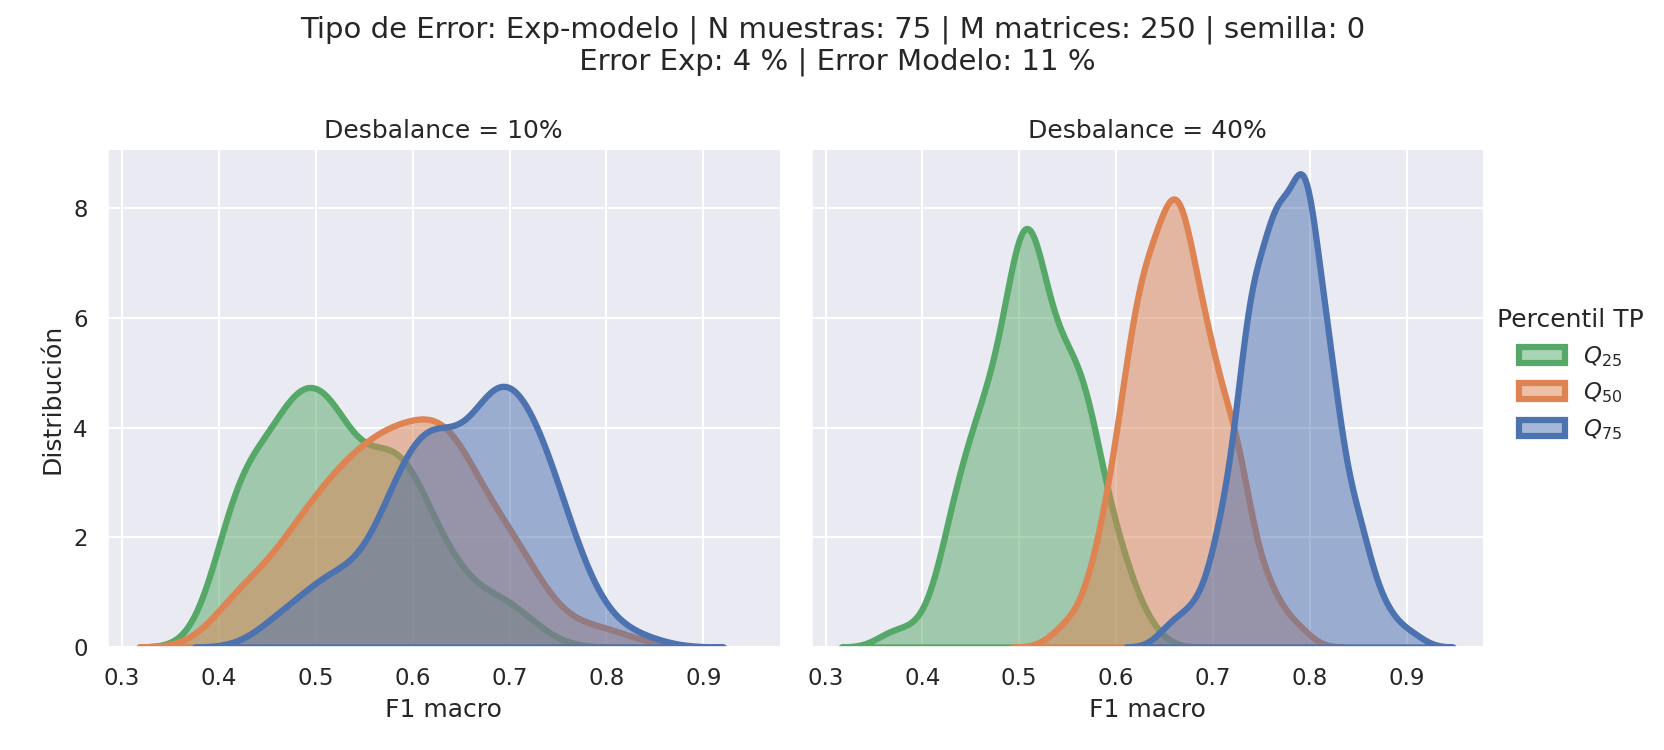 Tipo de Error: Exp-modelo | N muestras: 75 | M matrices: 250 | semilla: 0
Error Exp: 4 % | Error Modelo: 11 %
Desbalance = 10%
Desbalance = 40%
Distribución
8
6
4
2
0
0.3 0.4 0.5 0.6 0.7 0.8 0.9
F1 macro
0.3 0.4 0.5 0.6 0.7 0.8 0.9
F1 macro
Percentil TP
Q25
Q50
Q75